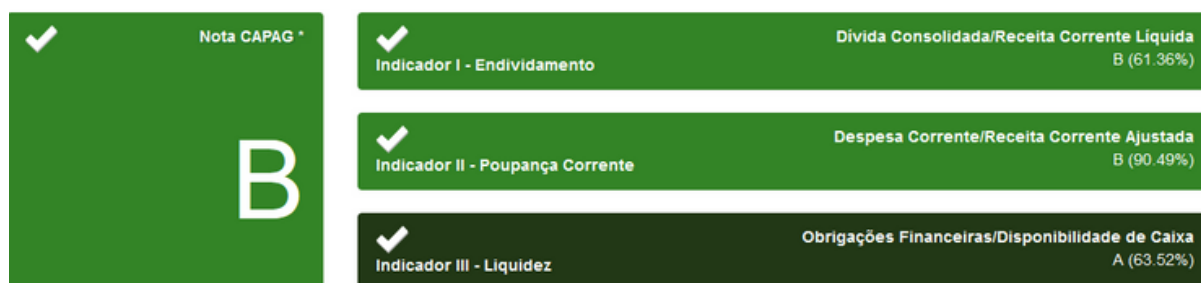 Nota CAPAG *
B
Dívida Consolidada/Receita Corrente Líquida
Indicador I - Endividamento
B (61.36%)
Despesa Corrente/Receita Corrente Ajustada
Indicador II - Poupança Corrente
B (90.49%)
Obrigações Financeiras/Disponibilidade de Caixa
Indicador III - Liquidez
A (63.52%)